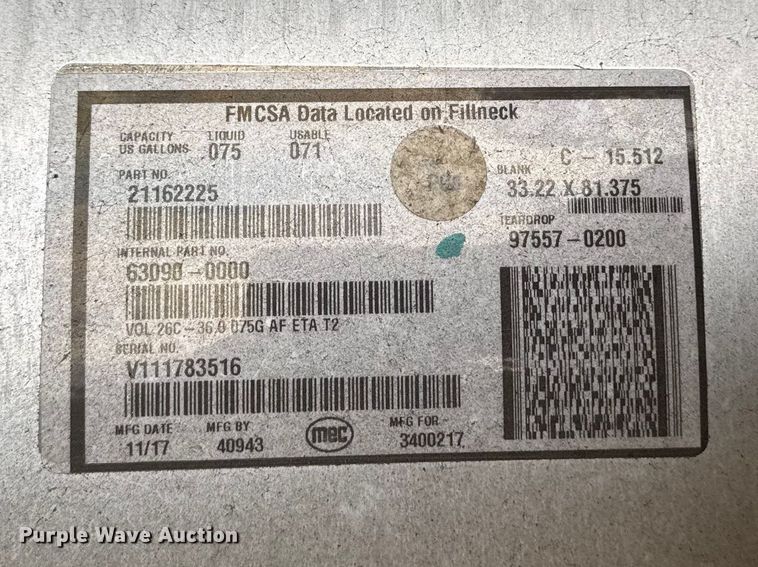 FMCSA Data Located on Fillneck
CAPACITY US GALLONS
LIQUID 075
USABLE 071
C - 15.512
PART NO.
21162225
BLANK
33.22 X 81.375
TEARDROP
97557-0200
INTERNAL PART NO.
63090-0000
VOL 26C-36.0 075G AF ETA T2
SERIAL NO.
V111783516
MFG DATE
11/17
MFG BY
40943
mec
MFG FOR
3400217
Purple Wave Auction